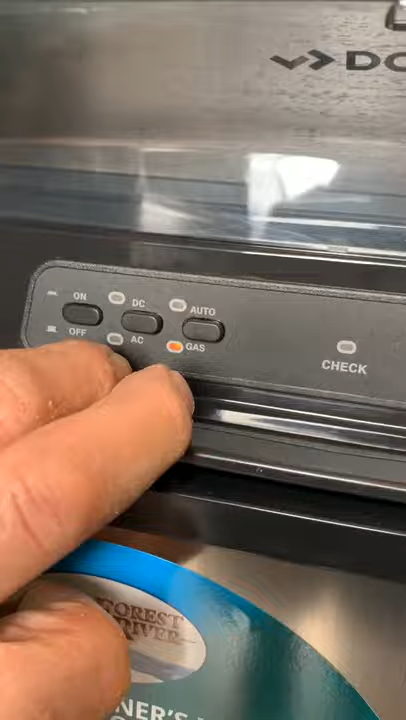 DO
ON
DC
AUTO
OFF
AC
GAS
CHECK
FOREST
RIVER
NER'S